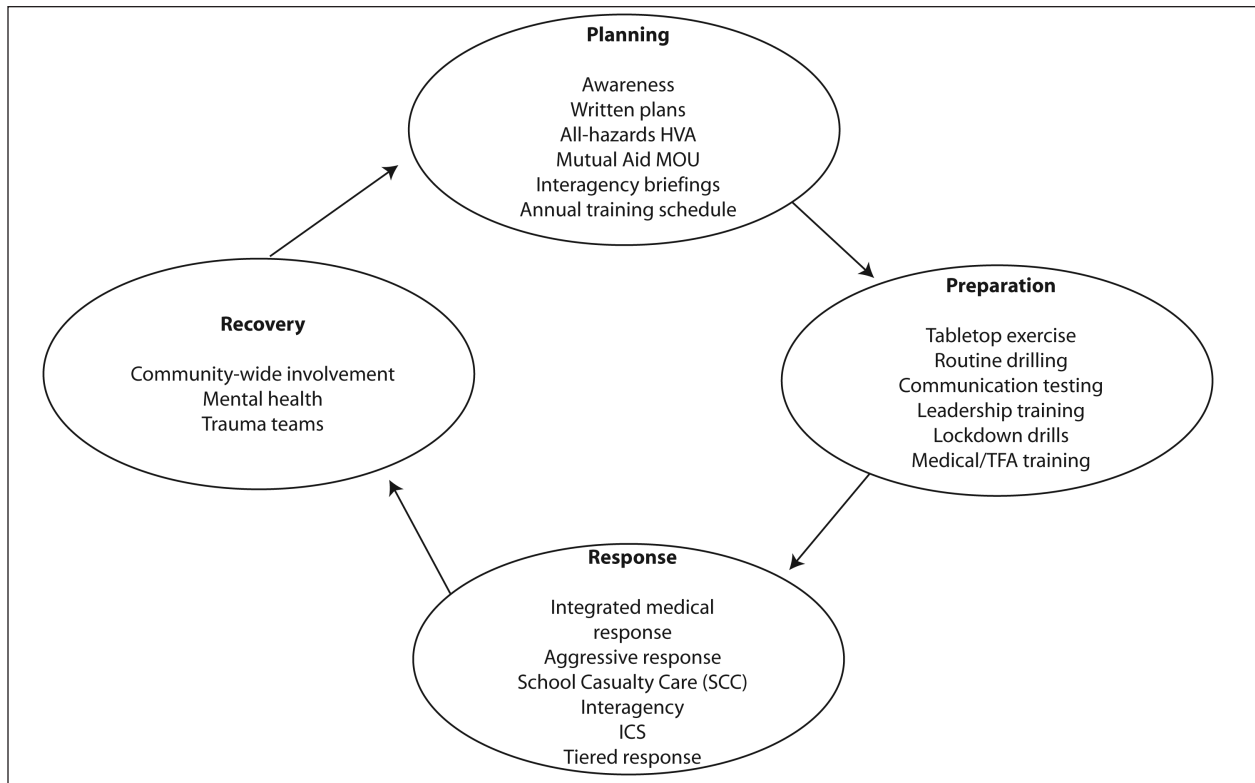 Planning
Awareness
Written plans
All-hazards HVA
Mutual Aid MOU
Interagency briefings
Annual training schedule
Preparation
Tabletop exercise
Routine drilling
Communication testing
Leadership training
Lockdown drills
Medical/TFA training
Response
Integrated medical
response
Aggressive response
School Casualty Care (SCC)
Interagency
ICS
Tiered response
Recovery
Community-wide involvement
Mental health
Trauma teams